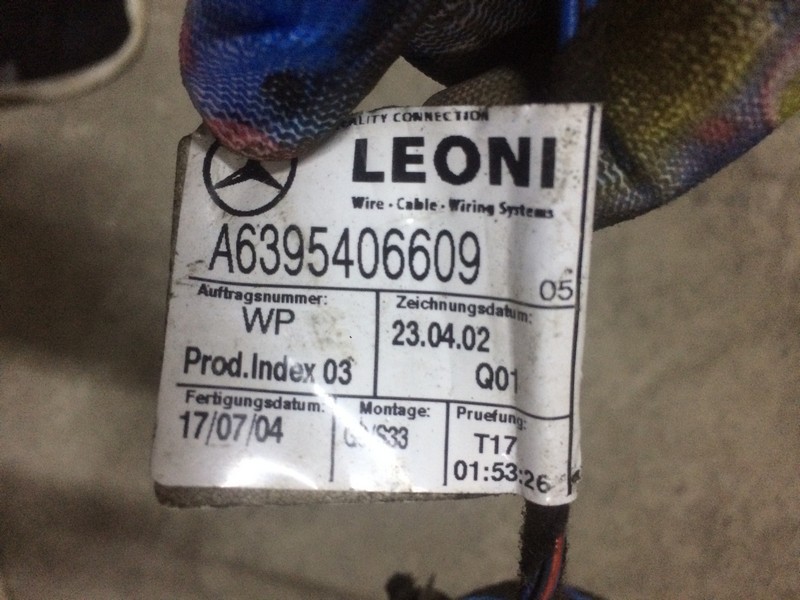 QUALITY CONNECTION
LEONI
Wire - Cable - Wiring Systems
A6395406609
05
Auftragsnummer:
WP
Prod.Index 03
Zeichnungsdatum:
23.04.02
Q01
Fertigungsdatum:
17/07/04
Montage:
Pruefung:
T17
01:53:26